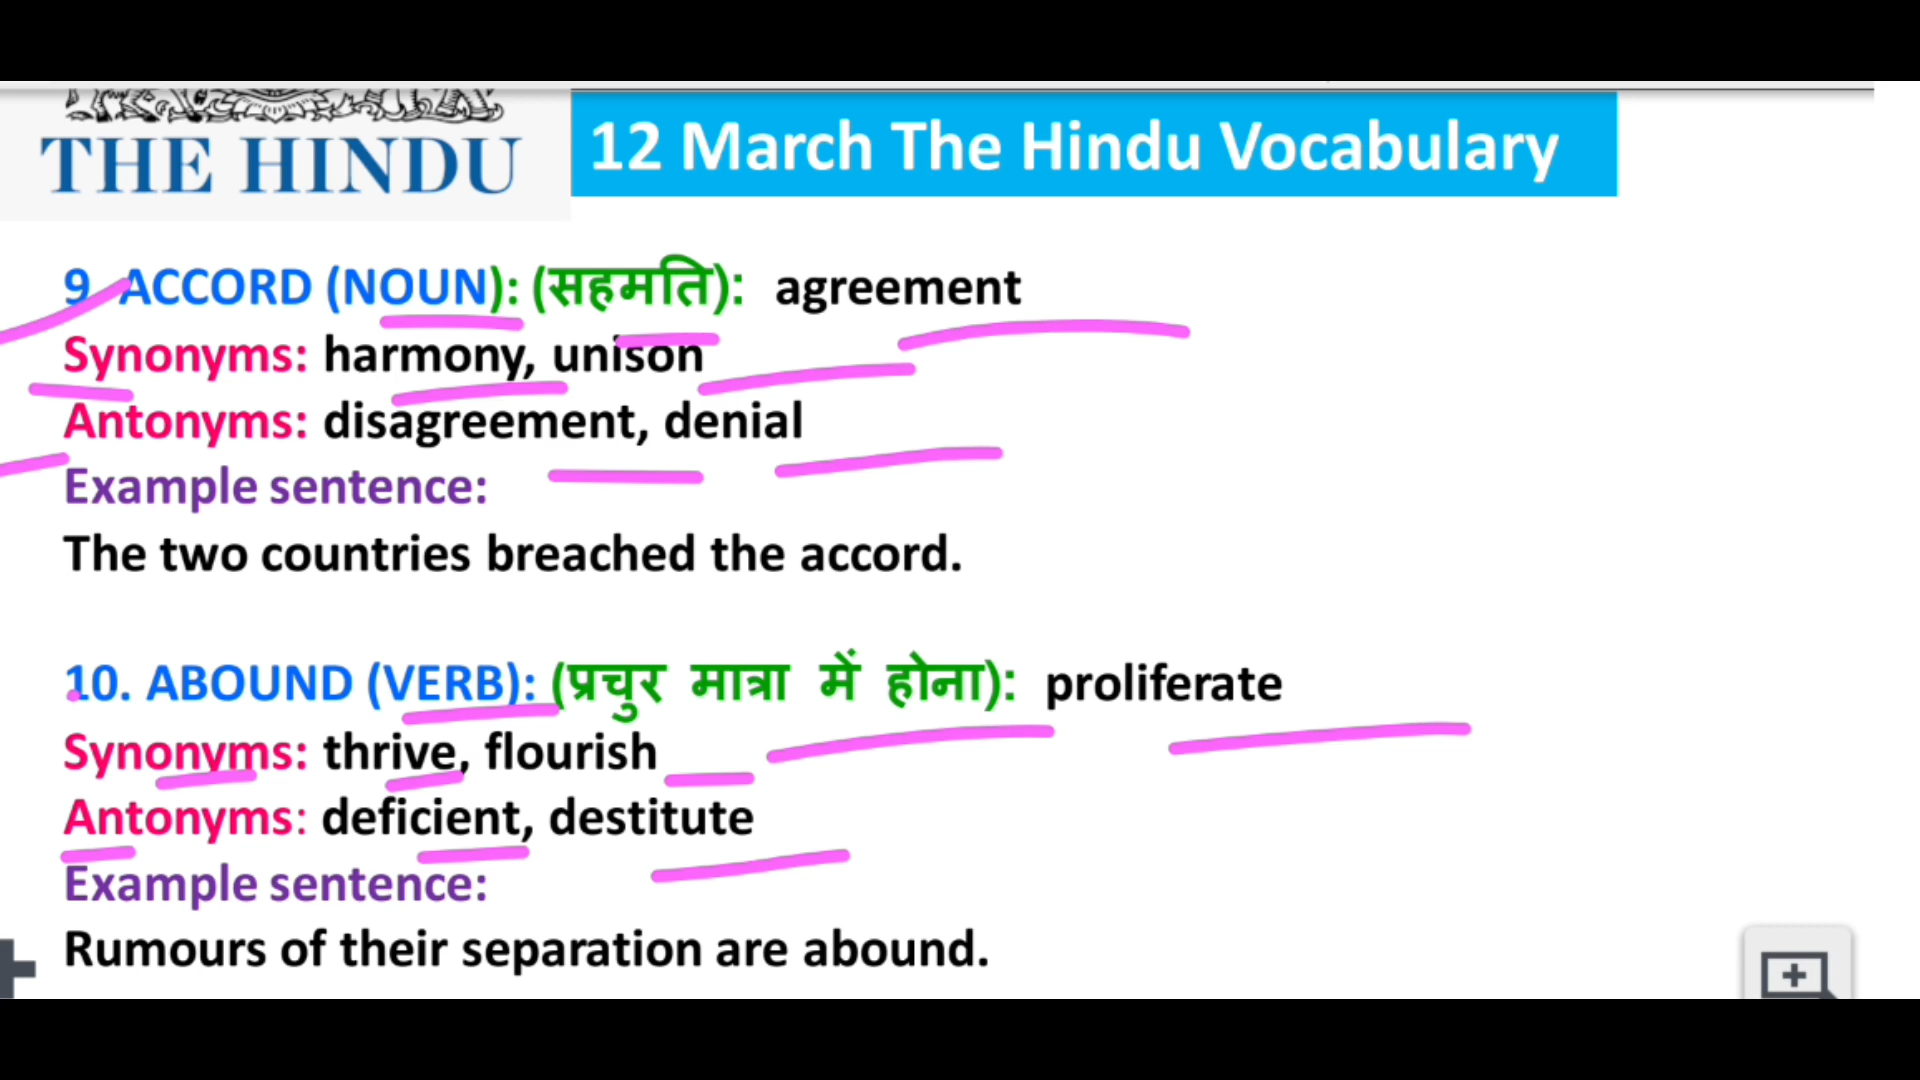 THE HINDU
12 March The Hindu Vocabulary
9. ACCORD (NOUN): (सहमति): agreement
Synonyms: harmony, unison
Antonyms: disagreement, denial
Example sentence:
The two countries breached the accord.
10. ABOUND (VERB): (प्रचुर मात्रा में होना): proliferate
Synonyms: thrive, flourish
Antonyms: deficient, destitute
Example sentence:
Rumours of their separation are abound.